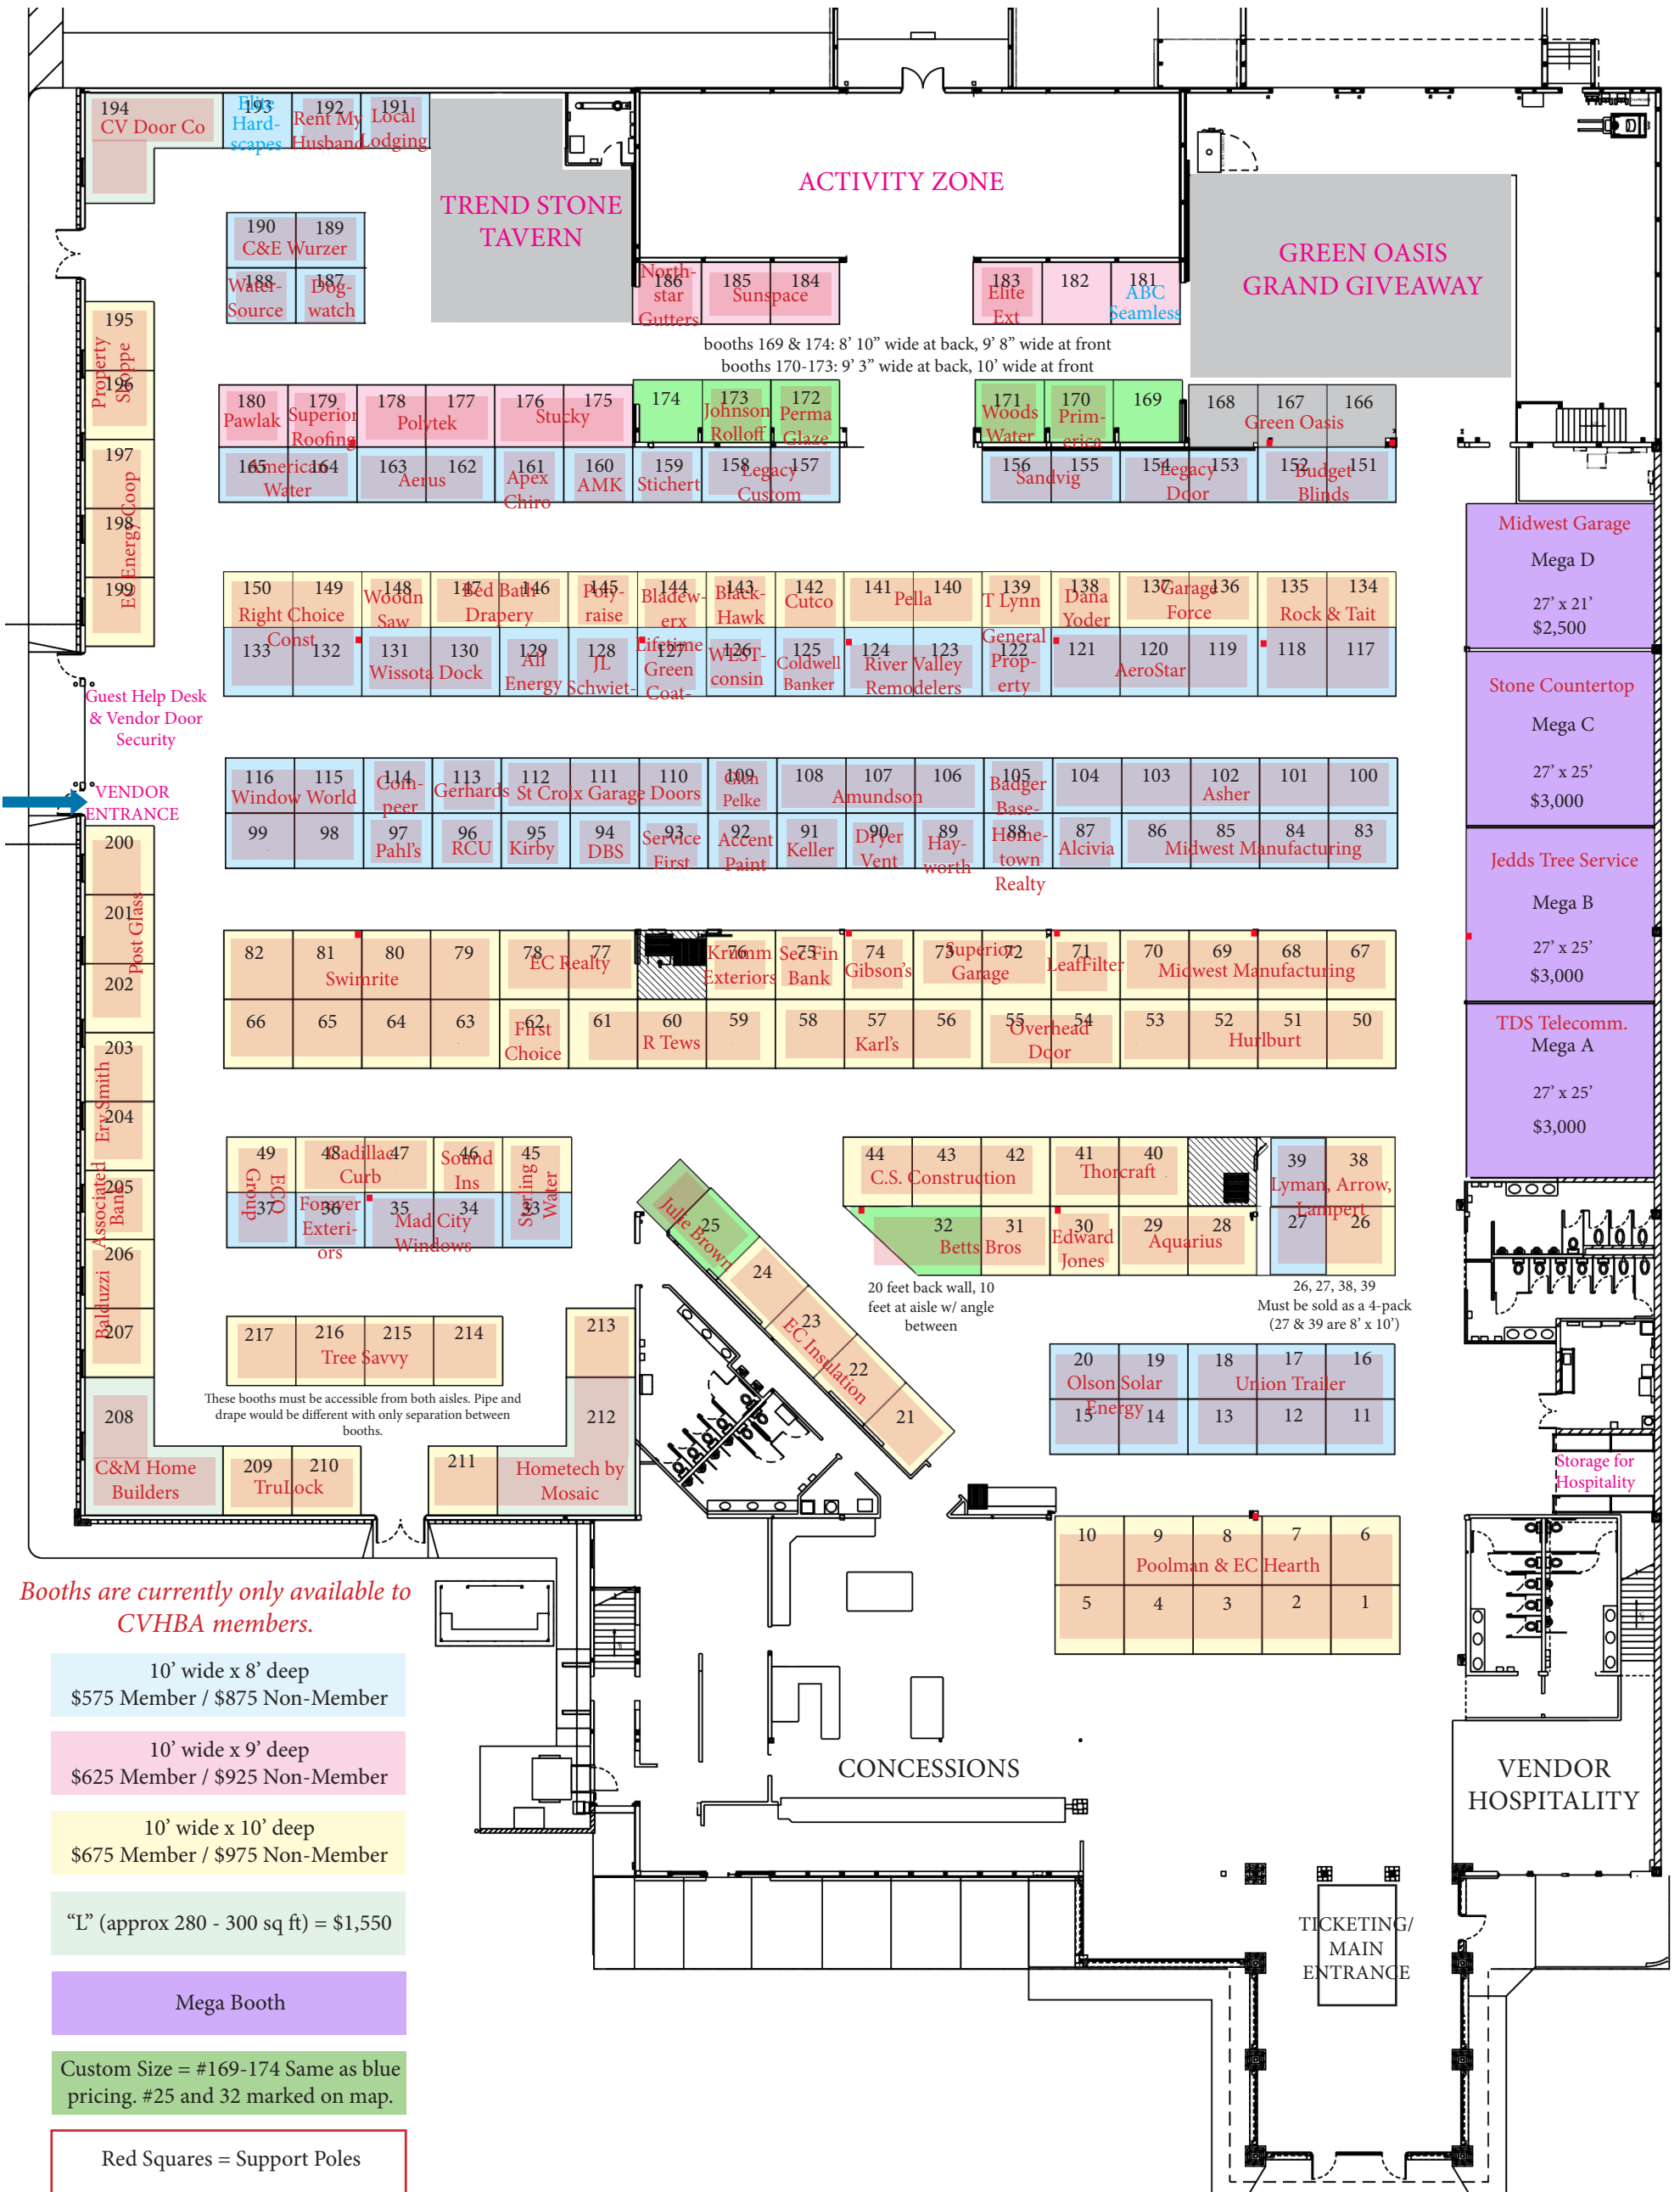 194
CV Door Co
193
Elite
Hard-
scapes
192
Rent My
Husband
191
Local
Lodging
TREND STONE
TAVERN
ACTIVITY ZONE
GREEN OASIS
GRAND GIVEAWAY
190 189
C&E Wurzer
188 187
Water-
Source
Dog-
watch
186
North-
star
Gutters
185 184
Sunspace
183
Elite
Ext
182
181
ABC
Seamless
booths 169 & 174: 8’ 10” wide at back, 9’ 8” wide at front
booths 170-173: 9’ 3” wide at back, 10’ wide at front
195
196
Property
Shoppe
197
198
199
EC Energy Coop
180
Pawlak
179
Superior
Roofing
178 177
Polytek
176 175
Stucky
174
173
Johnson
Rolloff
172
Perma
Glaze
171
Woods
Water
170
Prim-
erica
169
168 167 166
Green Oasis
165 164
American
Water
163 162
Aerus
161
Apex
Chiro
160
AMK
159
Stichert
158 157
Legacy
Custom
156 155
Sandvig
154 153
Legacy
Door
152 151
Budget
Blinds
Midwest Garage
Mega D
27’ x 21’
$2,500
150 149
Right Choice
Const
148
Woodn
Saw
147 146
Bed Bath
Drapery
145
Poly-
raise
144
Bladew-
erx
143
Black-
Hawk
142
Cutco
141 140
Pella
139
T Lynn
138
Dana
Yoder
137 136
Garage
Force
135 134
Rock & Tait
133 132
131 130
Wissota Dock
129
All
Energy
128
JL
Schwiet-
127
Lifetime
Green
Coat-
126
WEST-
consin
125
Coldwell
Banker
124 123
River Valley
Remodelers
122
General
Prop-
erty
121 120 119
AeroStar
118 117
Stone Countertop
Mega C
27’ x 25’
$3,000
Guest Help Desk
& Vendor Door
Security
VENDOR
ENTRANCE
116 115
Window World
114
Com-
peer
113
Gerhards
112 111 110
St Croix Garage Doors
109
Glen
Pelke
108 107 106
Amundson
105
Badger
Base-
104 103 102 101 100
Asher
99 98
97
Pahl’s
96
RCU
95
Kirby
94
DBS
93
Service
First
92
Accent
Paint
91
Keller
90
Dryer
Vent
89
Hay-
worth
88
Home-
town
Realty
87
Alcivia
86 85 84 83
Midwest Manufacturing
Jedds Tree Service
Mega B
27’ x 25’
$3,000
200
201
202
Post Glass
82 81 80 79
Swimrite
78 77
EC Realty
76
Krumm
Exteriors
75
Sec Fin
Bank
74
Gibson’s
73 72
Superior
Garage
71
LeafFilter
70 69 68 67
Midwest Manufacturing
66 65 64 63
62
First
Choice
61 60 59
R Tews
58 57 56
Karl’s
55 54
Overhead
Door
53 52 51 50
Hurlburt
TDS Telecomm.
Mega A
27’ x 25’
$3,000
203
204
Ery Smith
205
Associated
Bank
206
207
Balduzzi
49
37
ECO
Ground
48 47
Cadillac
Curb
46
Sound
Ins
45
33
Sterling
Water
36
Forever
Exteri-
ors
35 34
Mad City
Windows
25
Julie Brown
24
23
22
21
EC Insulation
44 43 42
C.S. Construction
41 40
Thorcraft
39 38
Lyman, Arrow,
Lampert
27 26
32 31
Betts Bros
30
Edward
Jones
29 28
Aquarius
20 feet back wall, 10
feet at aisle w/ angle
between
26, 27, 38, 39
Must be sold as a 4-pack
(27 & 39 are 8’ x 10’)
217 216 215 214
Tree Savvy
213
These booths must be accessible from both aisles. Pipe and
drape would be different with only separation between
booths.
208
C&M Home
Builders
209 210
TruLock
211
212
Hometech by
Mosaic
20 19
Olson Solar
Energy
15 14
18 17 16
Union Trailer
13 12 11
Storage for
Hospitality
10 9 8 7 6
Poolman & EC Hearth
5 4 3 2 1
Booths are currently only available to
CVHBA members.
10’ wide x 8’ deep
$575 Member / $875 Non-Member
10’ wide x 9’ deep
$625 Member / $925 Non-Member
10’ wide x 10’ deep
$675 Member / $975 Non-Member
“L” (approx 280 - 300 sq ft) = $1,550
Mega Booth
Custom Size = #169-174 Same as blue
pricing. #25 and 32 marked on map.
Red Squares = Support Poles
CONCESSIONS
VENDOR
HOSPITALITY
TICKETING/
MAIN
ENTRANCE